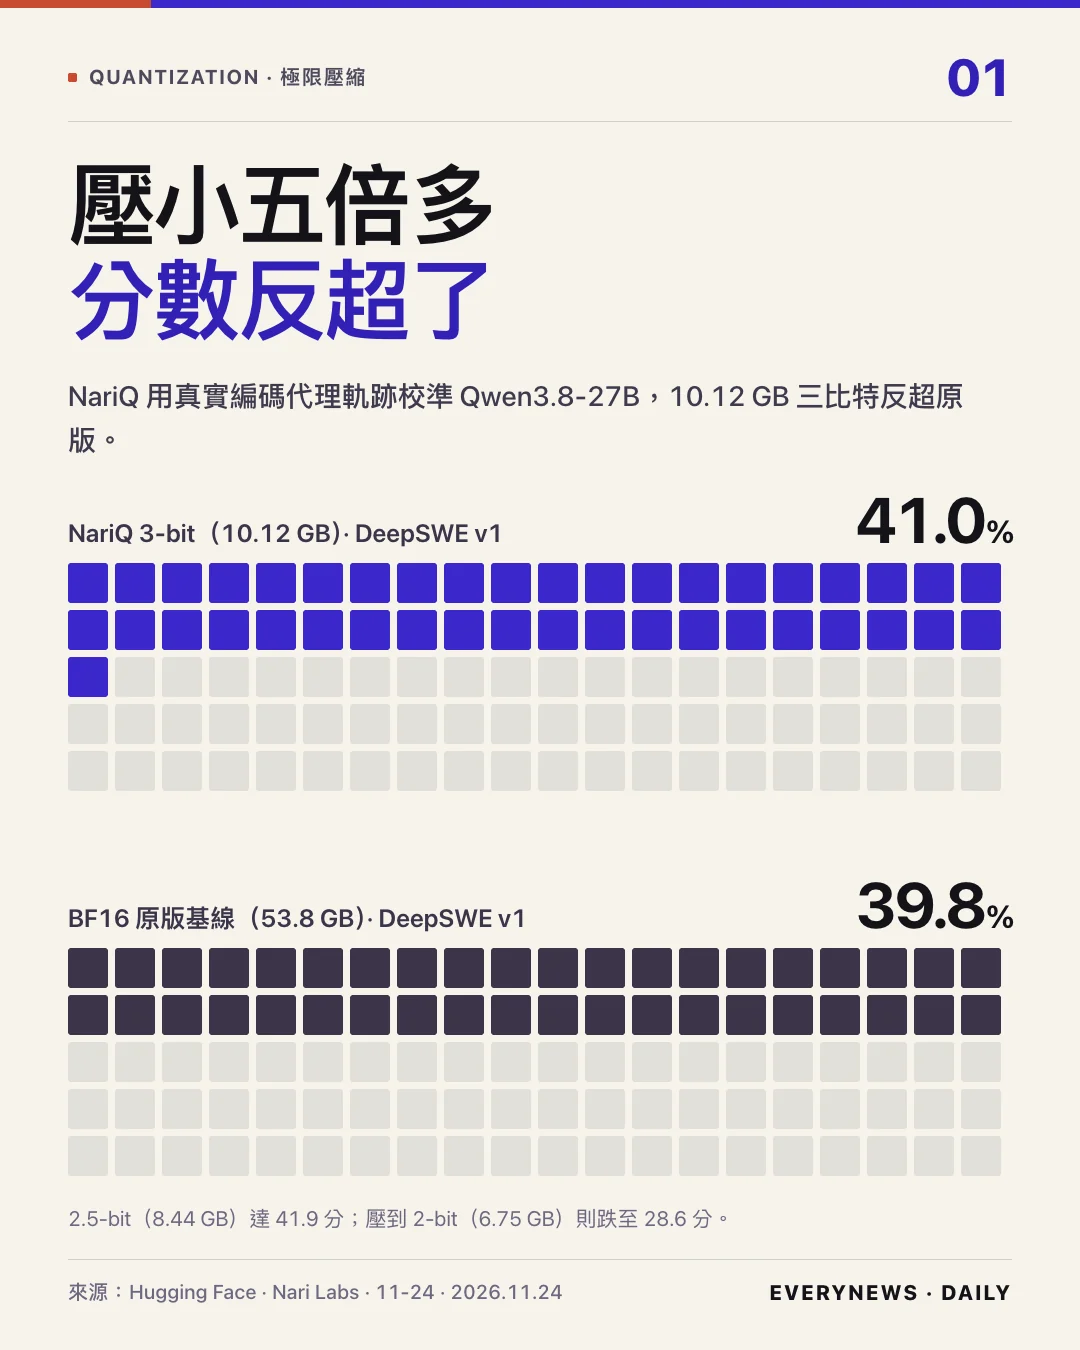 QUANTIZATION · 極限壓縮
01
壓小五倍多
分數反超了
NariQ 用真實編碼代理軌跡校準 Qwen3.8-27B，10.12 GB 三比特反超原
版。
NariQ 3-bit（10.12 GB）· DeepSWE v1
41.0%
BF16 原版基線（53.8 GB）· DeepSWE v1
39.8%
2.5-bit（8.44 GB）達 41.9 分；壓到 2-bit（6.75 GB）則跌至 28.6 分。
來源：Hugging Face · Nari Labs · 11-24 · 2026.11.24
EVERYNEWS · DAILY